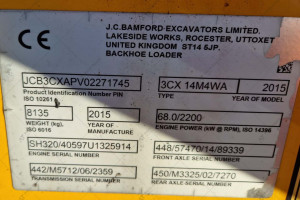 J.C.BAMFORD EXCAVATORS LIMITED.
LAKESIDE WORKS, ROCESTER, UTTOXET
UNITED KINGDOM ST14 5JP.
BACKHOE LOADER
CE
JCB3CXAPV02271745 3CX 14M4WA 2015
Product Identification Number PIN ISO 10261 TYPE YEAR OF MODEL
8135 2015 68.0/2200
WEIGHT (kg). ISO 6016 YEAR OF MANUFACTURE ENGINE POWER (kW @ RPM), ISO 14396
SH320/40597U1325914 448/57470/14/89339
ENGINE SERIAL NUMBER FRONT AXLE SERIAL NUMBER
442/M5712/06/2359 450/M3325/02/7270
TRANSMISSION SERIAL NUMBER REAR AXLE SERIAL NUMBER